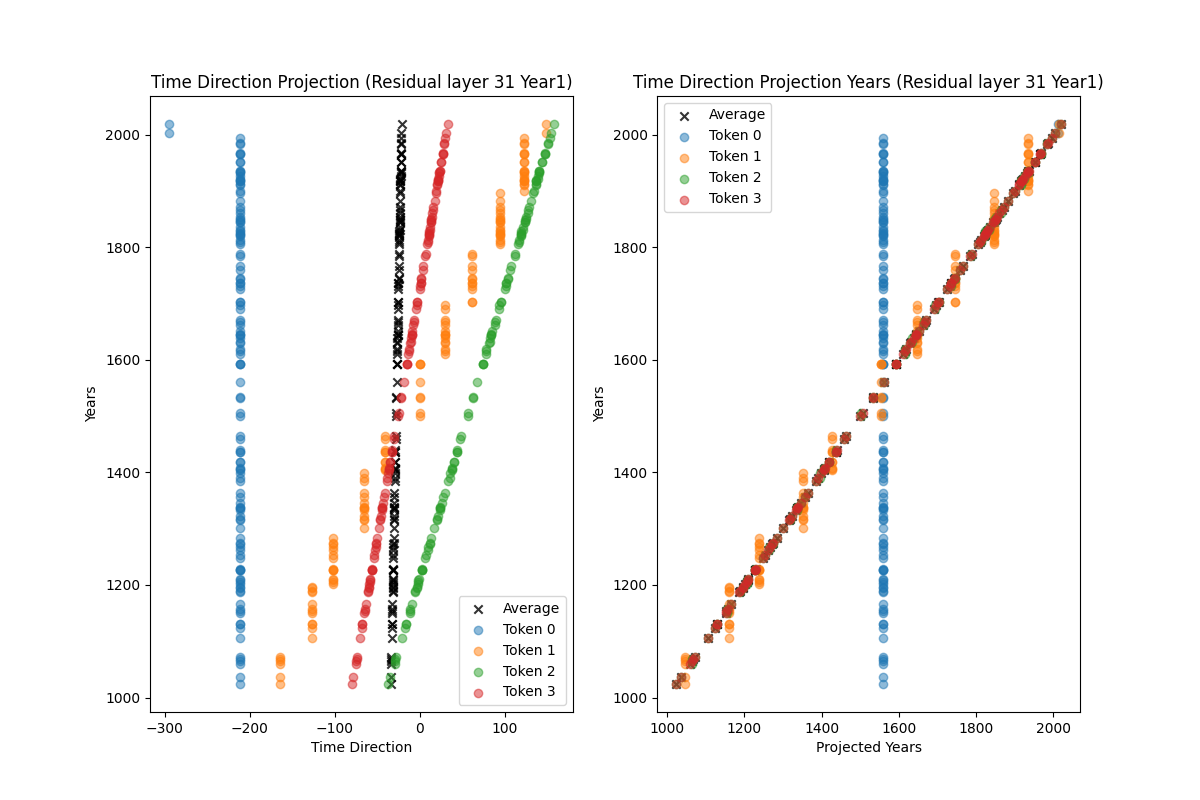 Time Direction Projection (Residual layer 31 Year1)
Years
2000
1800
1600
1400
1200
1000
Average
Token 0
Token 1
Token 2
Token 3
−300
−200
−100
0
100
Time Direction
Time Direction Projection Years (Residual layer 31 Year1)
Average
Token 0
Token 1
Token 2
Token 3
Years
2000
1800
1600
1400
1200
1000
1000
1200
1400
1600
1800
2000
Projected Years